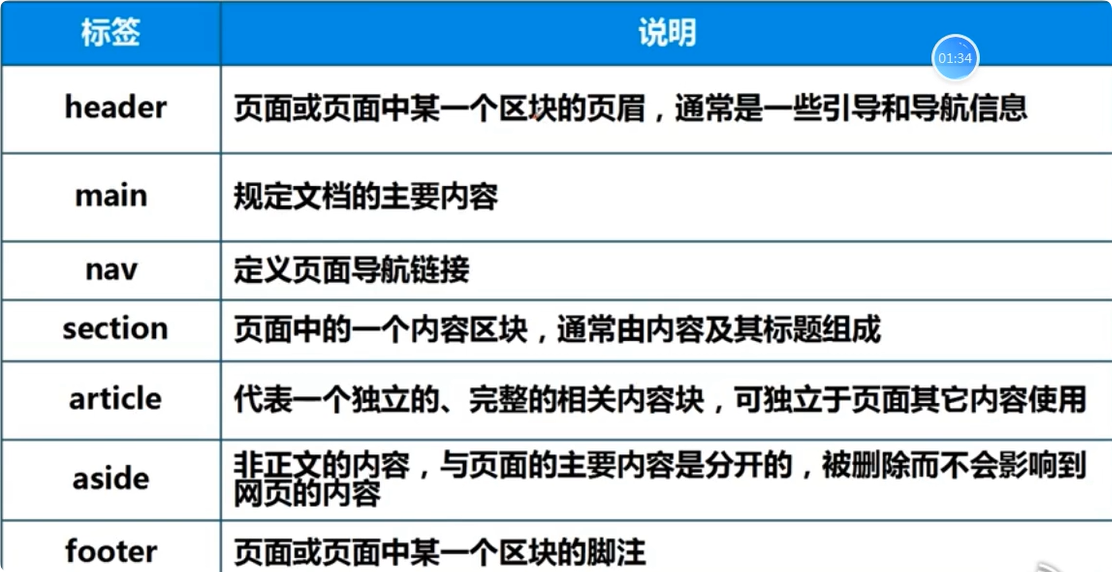 标签 说明
01:34
header 页面或页面中某一个区块的页眉，通常是一些引导和导航信息
main 规定文档的主要内容
nav 定义页面导航链接
section 页面中的一个内容区块，通常由内容及其标题组成
article 代表一个独立的、完整的相关内容块，可独立于页面其它内容使用
aside 非正文的内容，与页面的主要内容是分开的，被删除而不会影响到
网页的内容
footer 页面或页面中某一个区块的脚注